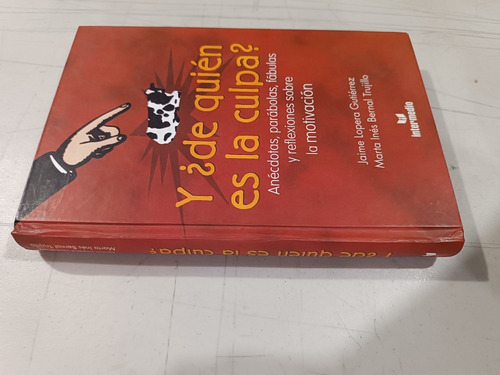 Y ¿de quién
es la culpa?
Anécdotas, parábolas, fábulas
y reflexiones sobre
la motivación
Jaime Lopera Gutiérrez
Marta Inés Bernal Trujillo
intermedio
Marta Inés Bernal Trujillo
Y ¿de quién es la culpa?